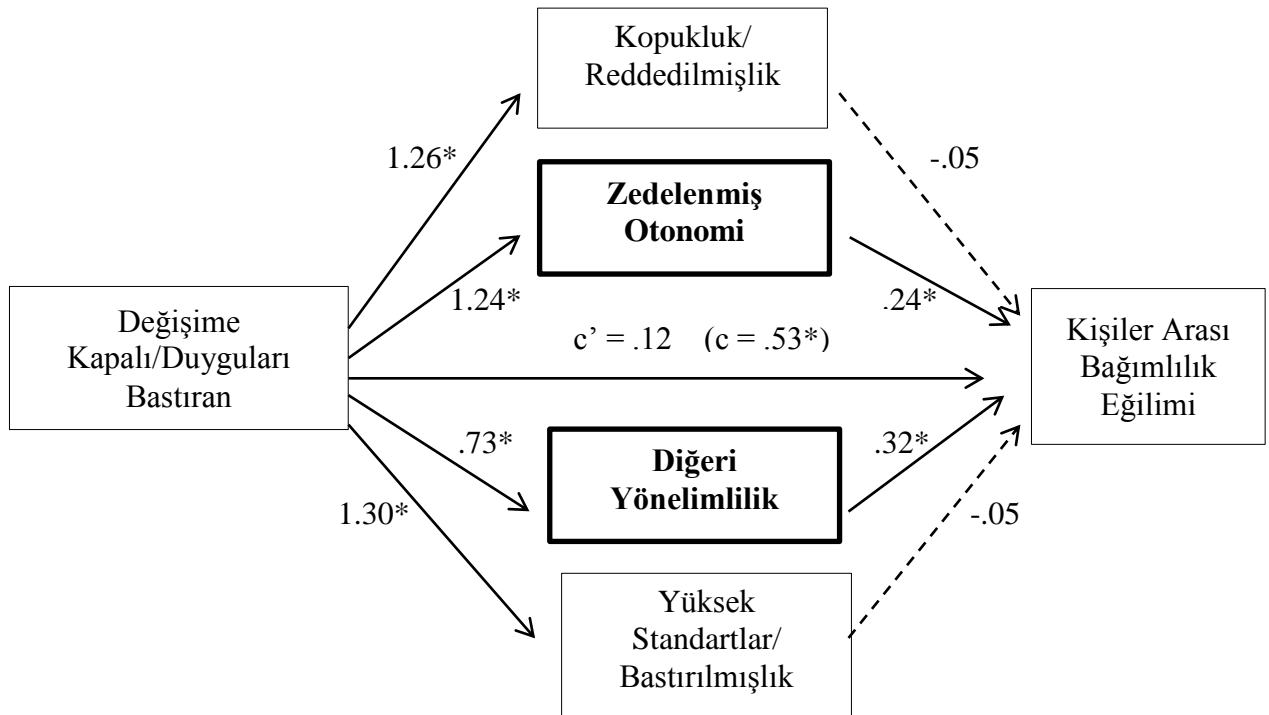 Kopukluk/
Reddedilmişlik
1.26*
-.05
Zedelenmiş
Otonomi
1.24*
.24*
Değişime
Kapalı/Duyguları
Bastıran
c’ = .12 (c = .53*)
Kişiler Arası
Bağımlılık
Eğilimi
.73*
Diğeri
Yönelimlilik
.32*
1.30*
-.05
Yüksek
Standartlar/
Bastırılmışlık